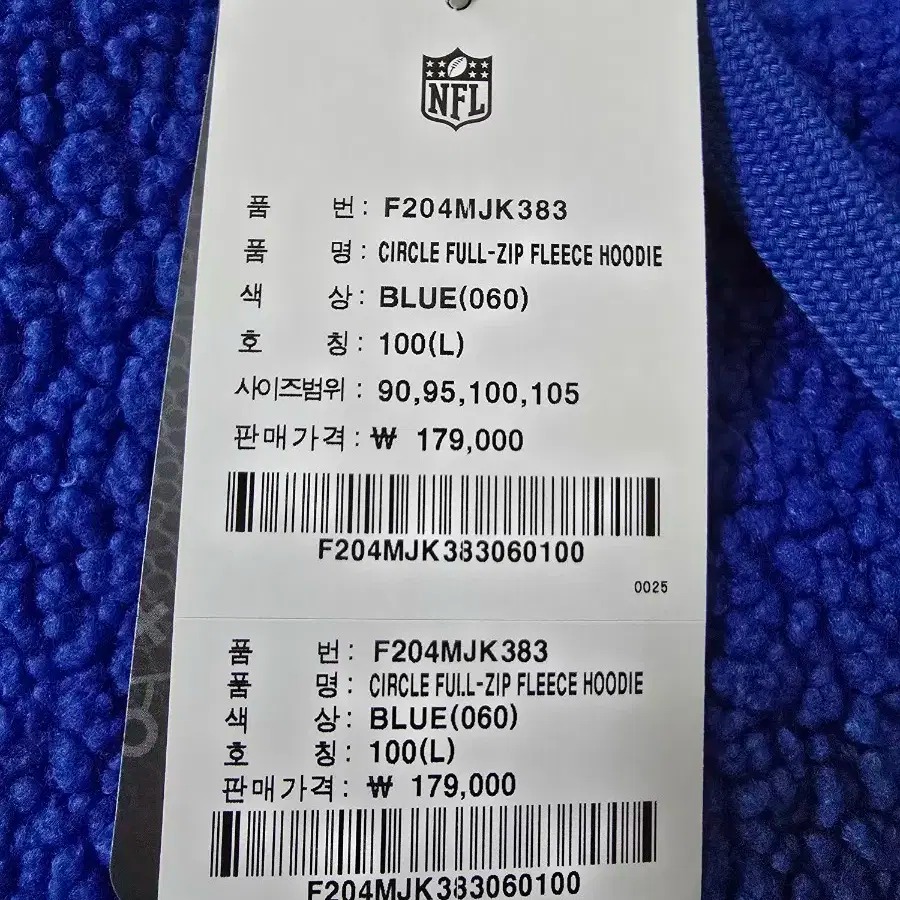 NFL
품 번 : F204MJK383
품 명 : CIRCLE FULL-ZIP FLEECE HOODIE
색 상 : BLUE(060)
호 칭 : 100(L)
사이즈범위 : 90,95,100,105
판매가격 : ₩ 179,000
F204MJK383060100
0025
품 번 : F204MJK383
품 명 : CIRCLE FULL-ZIP FLEECE HOODIE
색 상 : BLUE(060)
호 칭 : 100(L)
판매가격 : ₩ 179,000
F204MJK383060100